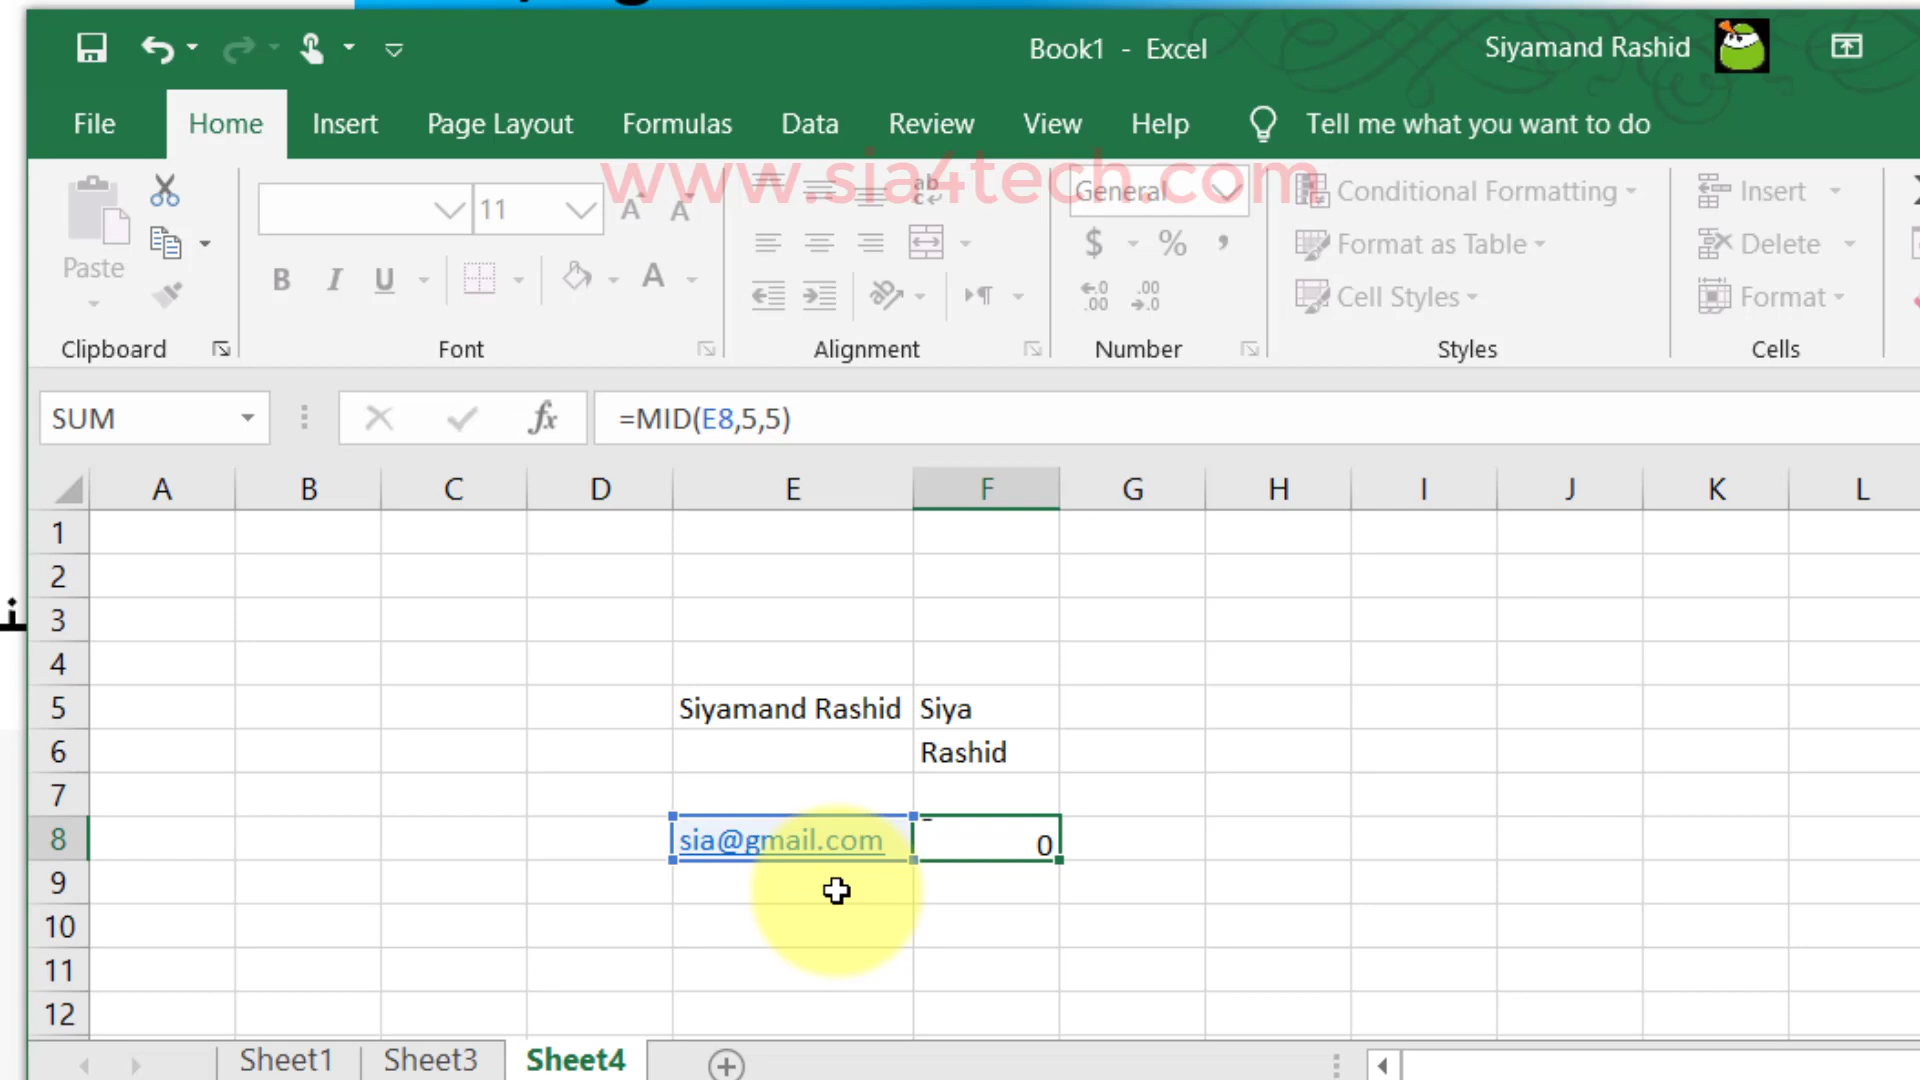 Book1 - Excel
Siyamand Rashid
File Home Insert Page Layout Formulas Data Review View Help Tell me what you want to do
www.sia4tech.com
11
General
Conditional Formatting
Insert
Paste
B I U
$ % ,
Format as Table
Delete
Cell Styles
Format
Clipboard Font Alignment Number Styles Cells
SUM
fx
=MID(E8,5,5)
A B C D E F G H I J K L
1
2
3
4
5 Siyamand Rashid Siya
6 Rashid
7
8 sia@gmail.com 0
9
10
11
12
Sheet1 Sheet3 Sheet4